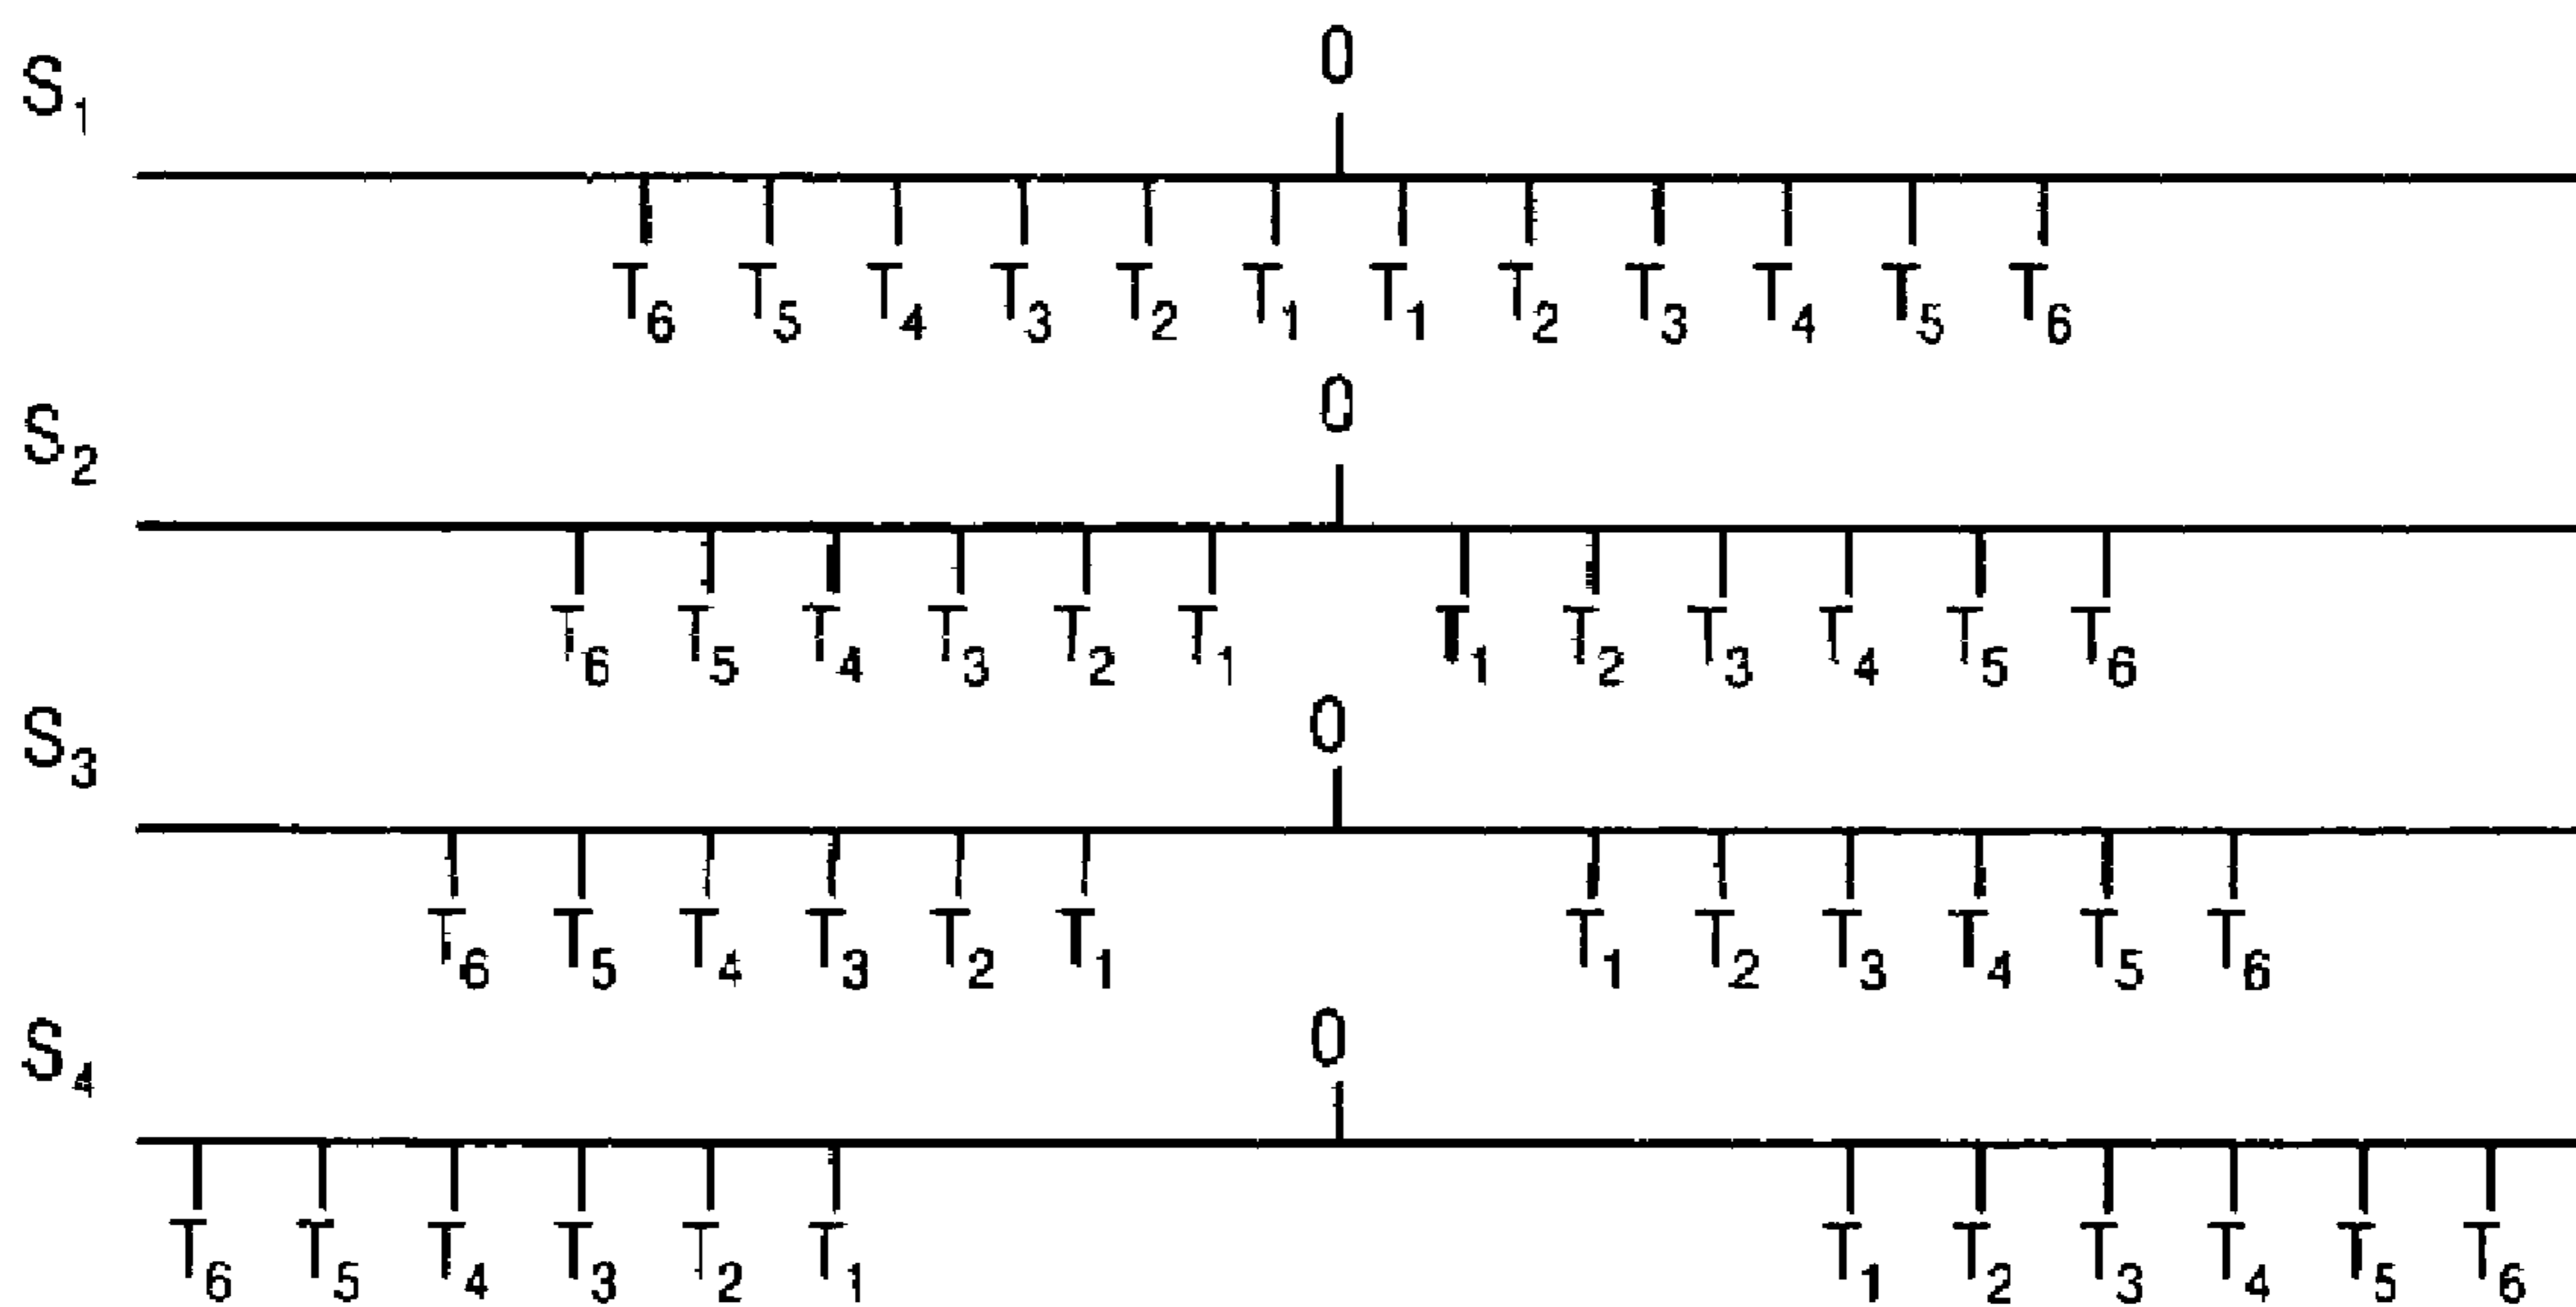 0
S₁
T₆ T₅ T₄ T₃ T₂ T₁ T₁ T₂ T₃ T₄ T₅ T₆
0
S₂
T₆ T₅ T₄ T₃ T₂ T₁ T₁ T₂ T₃ T₄ T₅ T₆
0
S₃
T₆ T₅ T₄ T₃ T₂ T₁ T₁ T₂ T₃ T₄ T₅ T₆
0
S₄
T₆ T₅ T₄ T₃ T₂ T₁ T₁ T₂ T₃ T₄ T₅ T₆